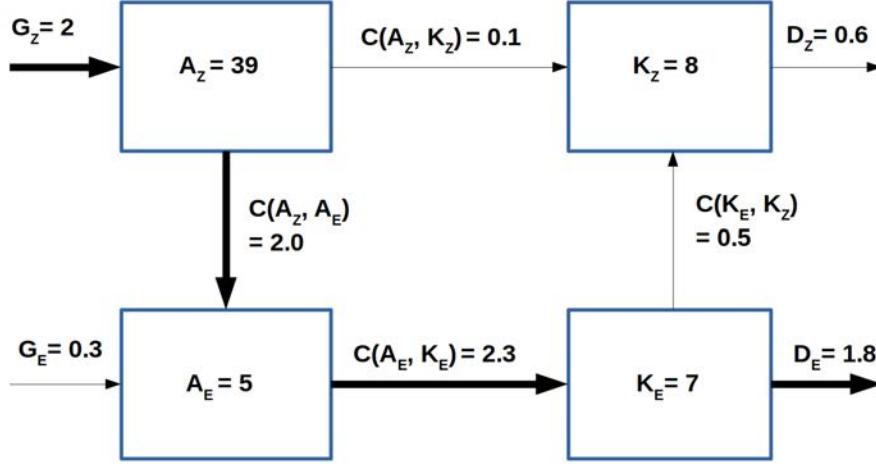 G_Z= 2
A_Z = 39
C(A_Z, K_Z) = 0.1
K_Z = 8
D_Z= 0.6
C(A_Z, A_E)
= 2.0
C(K_E, K_Z)
= 0.5
G_E= 0.3
A_E = 5
C(A_E, K_E) = 2.3
K_E= 7
D_E= 1.8